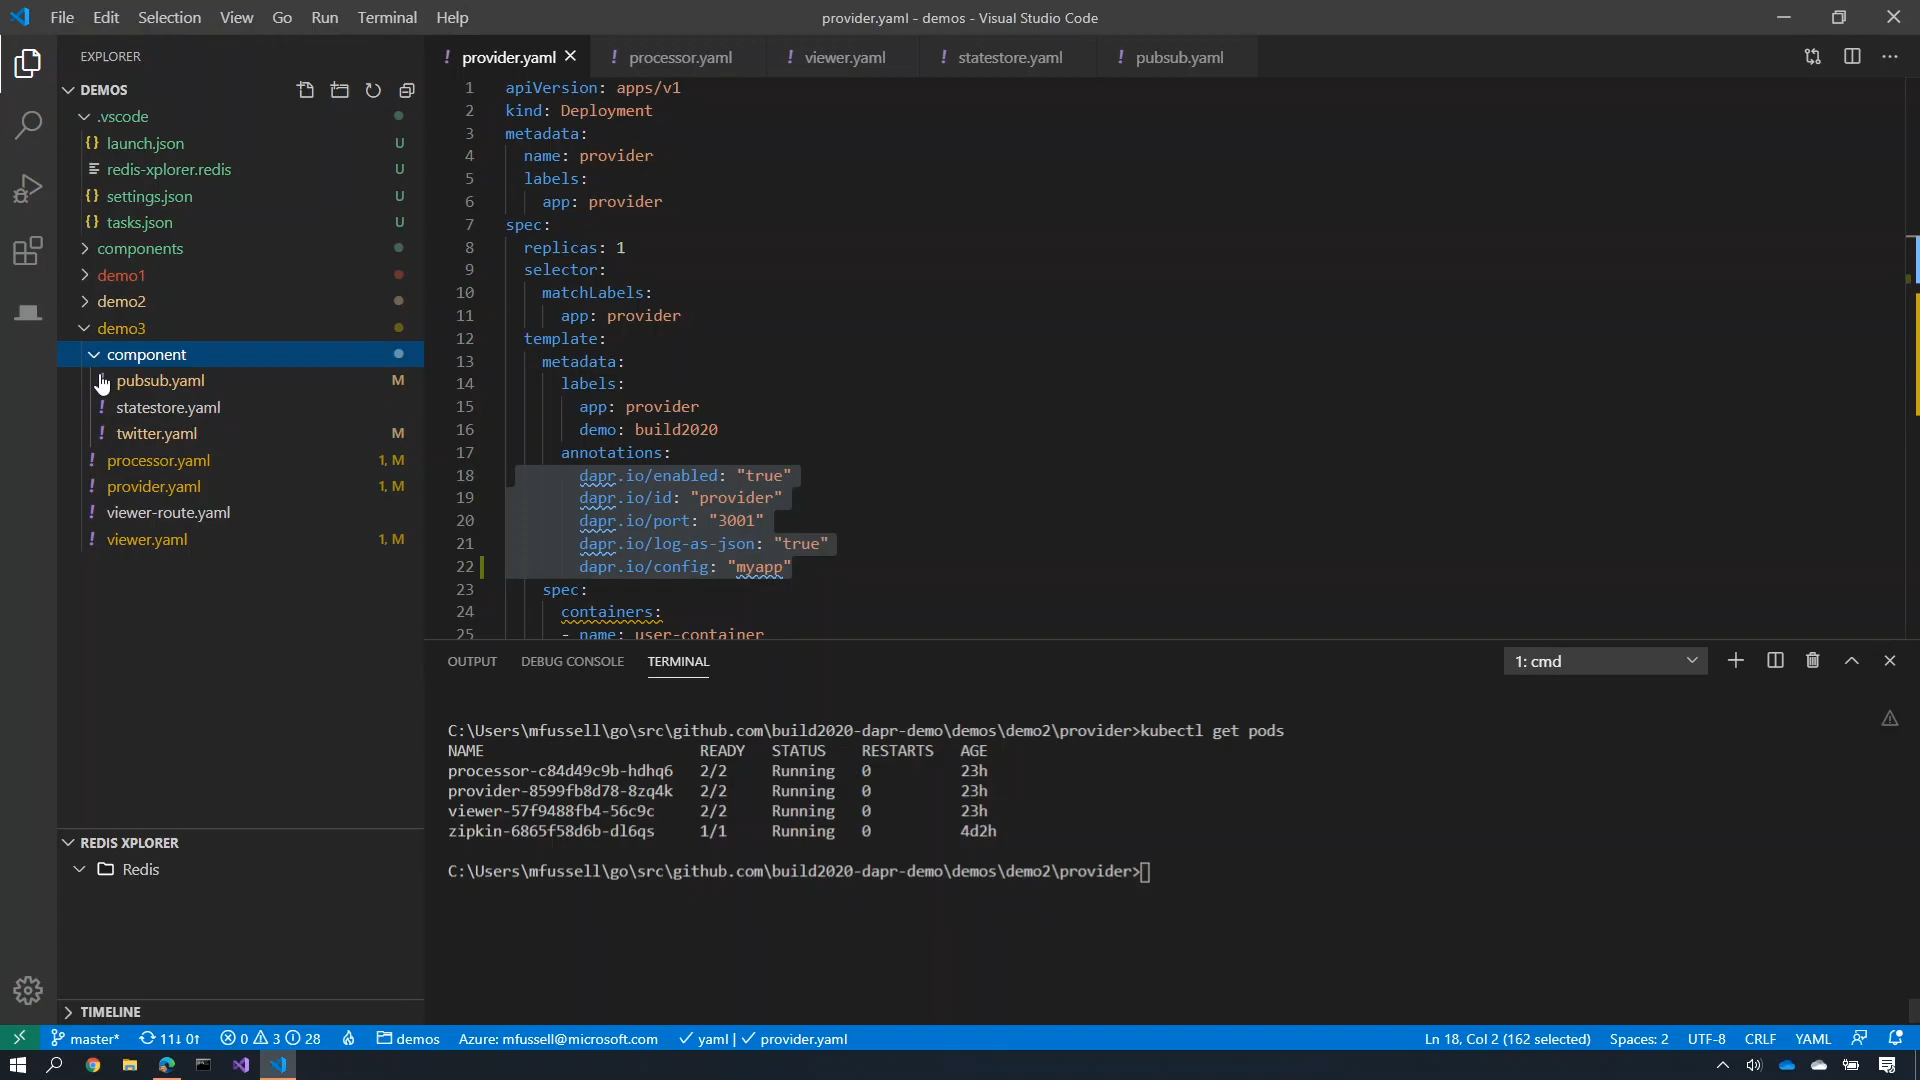 File Edit Selection View Go Run Terminal Help
provider.yaml - demos - Visual Studio Code
EXPLORER
DEMOS
.vscode
launch.json U
redis-xplorer.redis U
settings.json U
tasks.json U
components
demo1
demo2
demo3
component
pubsub.yaml M
statestore.yaml
twitter.yaml M
processor.yaml 1, M
provider.yaml 1, M
viewer-route.yaml
viewer.yaml 1, M
REDIS XPLORER
Redis
TIMELINE
provider.yaml processor.yaml viewer.yaml statestore.yaml pubsub.yaml
1 apiVersion: apps/v1
2 kind: Deployment
3 metadata:
4 name: provider
5 labels:
6 app: provider
7 spec:
8 replicas: 1
9 selector:
10 matchLabels:
11 app: provider
12 template:
13 metadata:
14 labels:
15 app: provider
16 demo: build2020
17 annotations:
18 dapr.io/enabled: "true"
19 dapr.io/id: "provider"
20 dapr.io/port: "3001"
21 dapr.io/log-as-json: "true"
22 dapr.io/config: "myapp"
23 spec:
24 containers:
25 - name: user-container
OUTPUT DEBUG CONSOLE TERMINAL
1: cmd
C:\Users\mfussell\go\src\github.com\build2020-dapr-demo\demos\demo2\provider>kubectl get pods
NAME READY STATUS RESTARTS AGE
processor-c84d49c9b-hdhq6 2/2 Running 0 23h
provider-8599fb8d78-8zq4k 2/2 Running 0 23h
viewer-57f9488fb4-56c9c 2/2 Running 0 23h
zipkin-6865f58d6b-dl6qs 1/1 Running 0 4d2h
C:\Users\mfussell\go\src\github.com\build2020-dapr-demo\demos\demo2\provider>
master* 11↓ 0↑ 0 3 28 demos Azure: mfussell@microsoft.com ✓ yaml | ✓ provider.yaml
Ln 18, Col 2 (162 selected) Spaces: 2 UTF-8 CRLF YAML